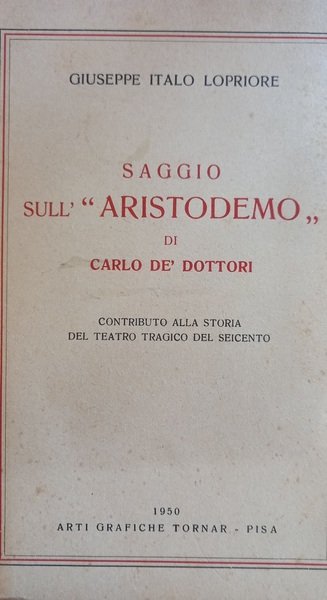 GIUSEPPE ITALO LOPRIORE
SAGGIO
SULL' “ ARISTODEMO „
DI
CARLO DE' DOTTORI
CONTRIBUTO ALLA STORIA
DEL TEATRO TRAGICO DEL SEICENTO
1950
ARTI GRAFICHE TORNAR - PISA